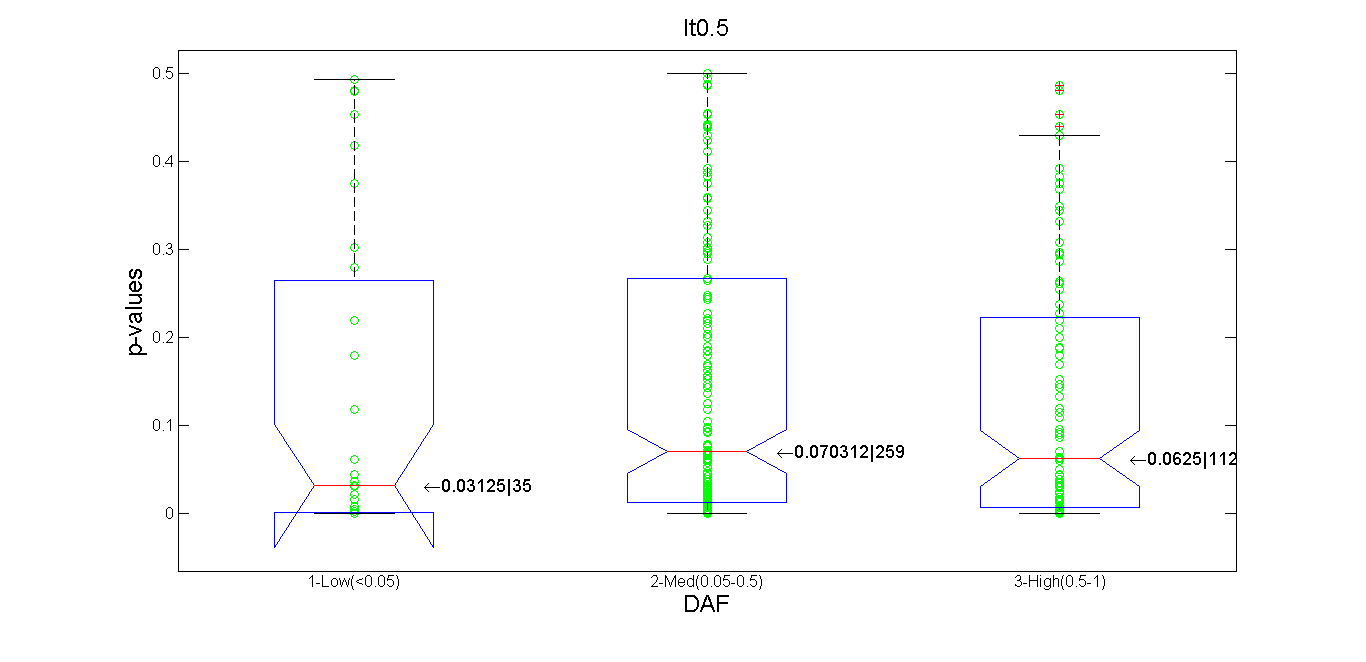 lt0.5
0.5
0.4
0.3
0.2
0.1
0
p-values
←0.03125|35
←0.070312|259
←0.0625|112
1-Low(<0.05)
2-Med(0.05-0.5)
3-High(0.5-1)
DAF